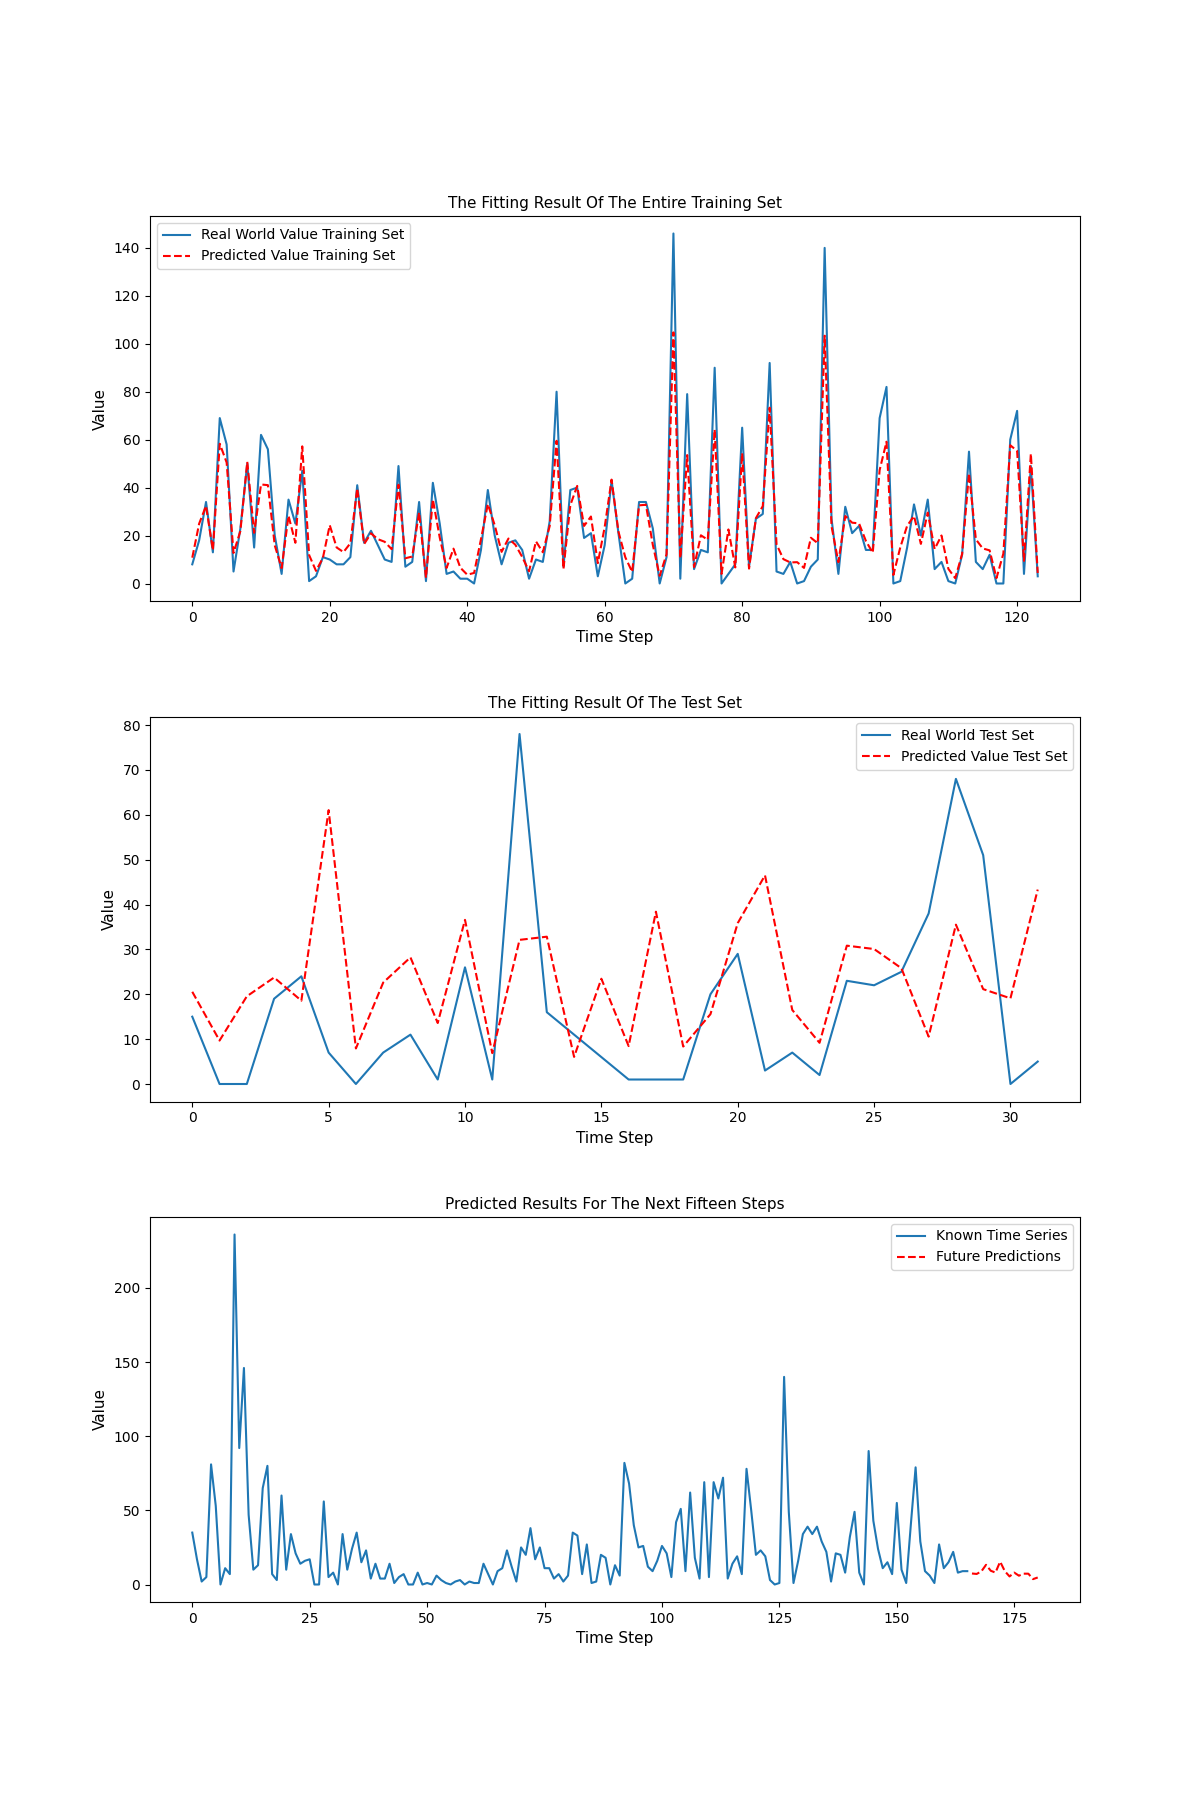 The Fitting Result Of The Entire Training Set
Real World Value Training Set
Predicted Value Training Set
Value
140
120
100
80
60
40
20
0
0 20 40 60 80 100 120
Time Step
The Fitting Result Of The Test Set
Real World Test Set
Predicted Value Test Set
Value
80
70
60
50
40
30
20
10
0
0 5 10 15 20 25 30
Time Step
Predicted Results For The Next Fifteen Steps
Known Time Series
Future Predictions
Value
200
150
100
50
0
0 25 50 75 100 125 150 175
Time Step